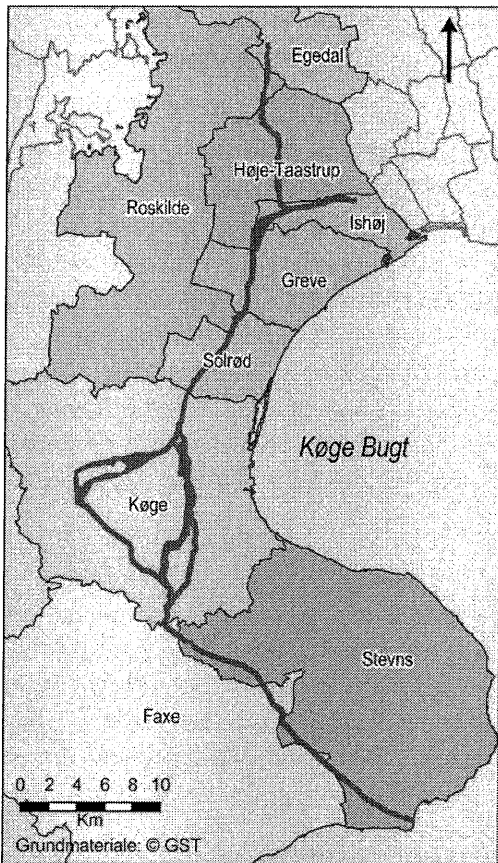 Egedal
Høje-Taastrup
Roskilde
Ishøj
Greve
Solrød
Køge Bugt
Køge
Stevns
Faxe
0 2 4 6 8 10
Km
Grundmateriale: © GST